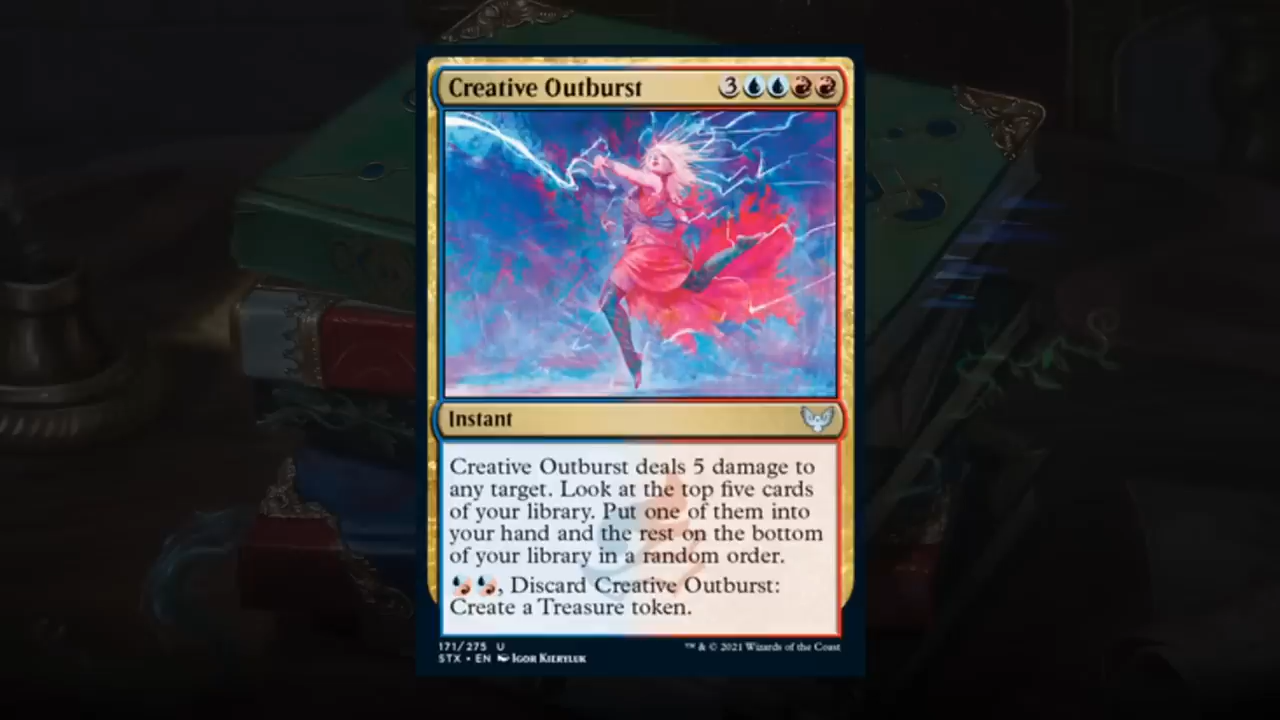 Creative Outburst 3
Instant
Creative Outburst deals 5 damage to
any target. Look at the top five cards
of your library. Put one of them into
your hand and the rest on the bottom
of your library in a random order.
, Discard Creative Outburst:
Create a Treasure token.
171/275 U
STX • EN Igor Kieryluk
™ & © 2021 Wizards of the Coast